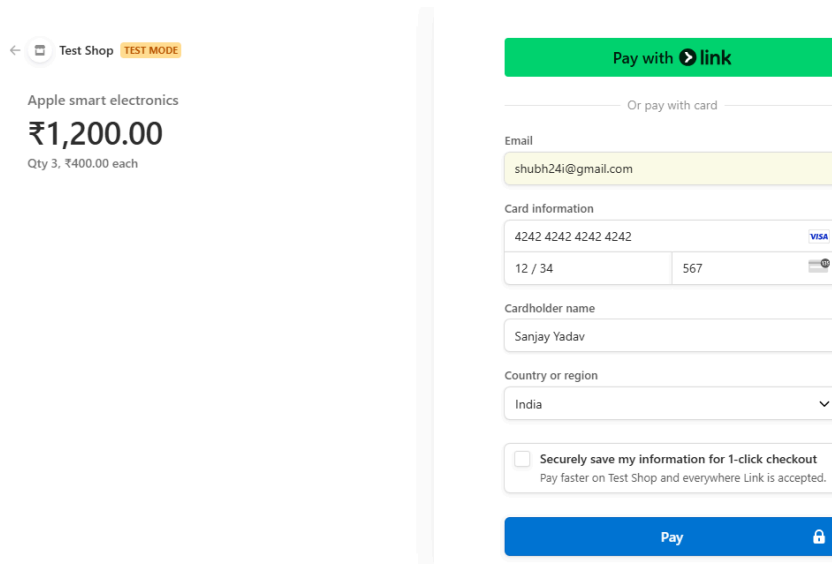 Test Shop TEST MODE
Apple smart electronics
₹1,200.00
Qty 3, ₹400.00 each
Pay with link
Or pay with card
Email
shubh24i@gmail.com
Card information
4242 4242 4242 4242 VISA
12 / 34 567
Cardholder name
Sanjay Yadav
Country or region
India
Securely save my information for 1-click checkout
Pay faster on Test Shop and everywhere Link is accepted.
Pay